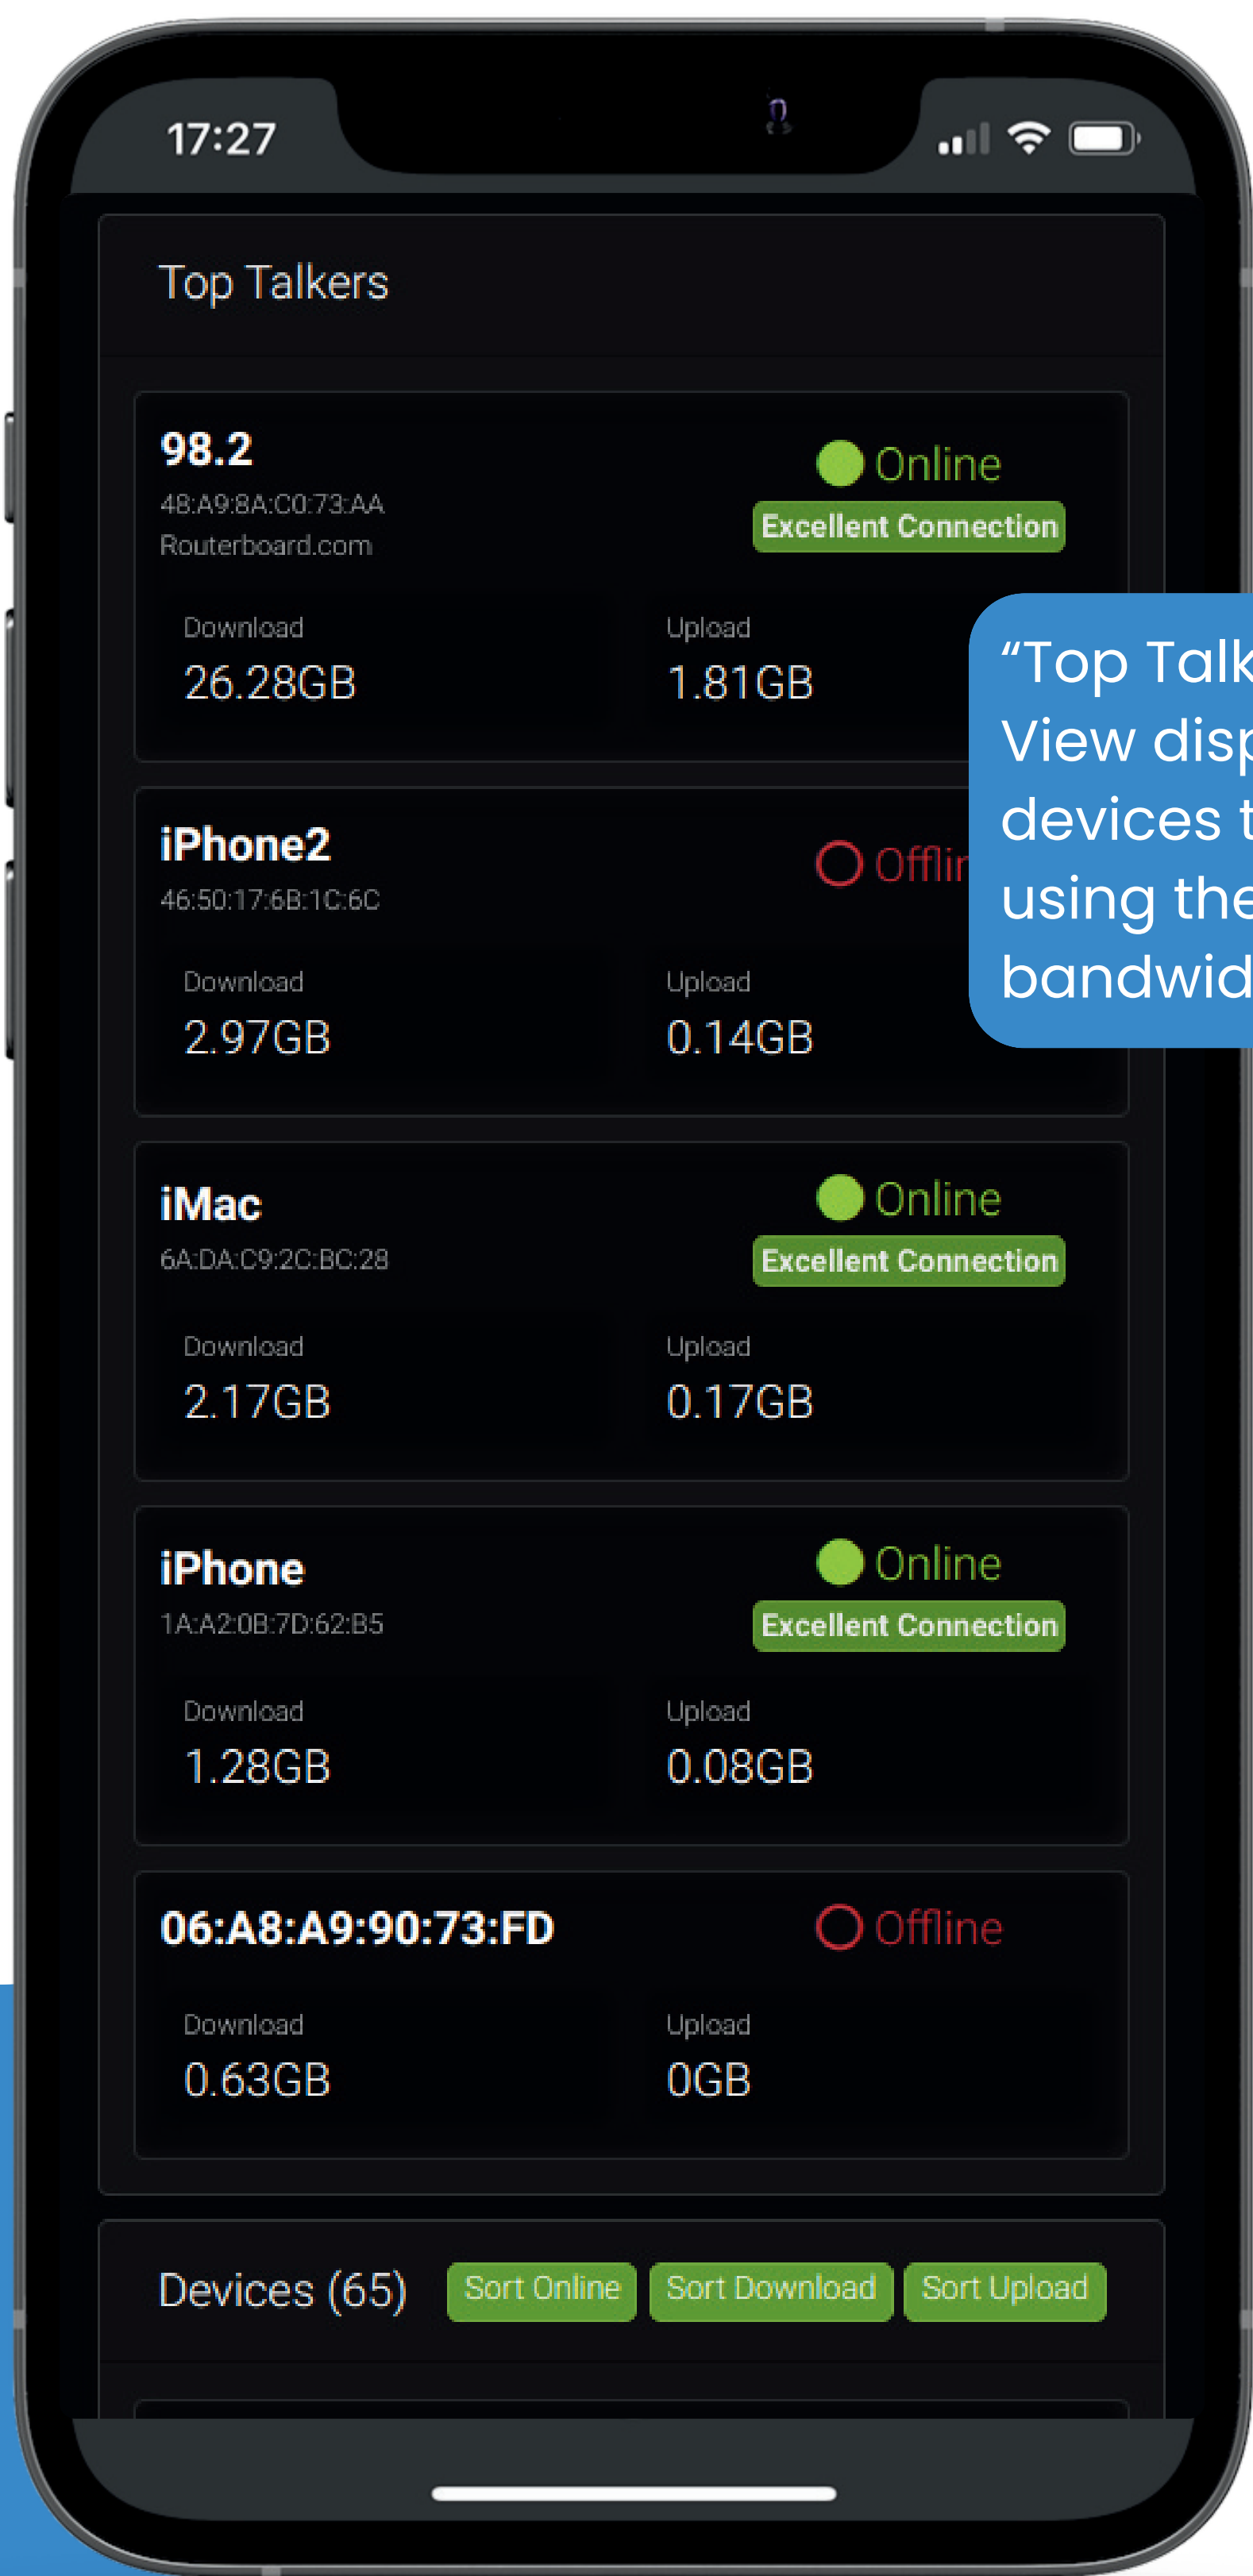 17:27
Top Talkers
98.2
Online
48:A9:8A:C0:73:AA
Excellent Connection
Routerboard.com
Download
Upload
26.28GB
1.81GB
“Top Talk
View disp
devices t
using the
bandwid
iPhone2
Offlin
46:50:17:6B:1C:6C
Download
Upload
2.97GB
0.14GB
iMac
Online
6A:DA:C9:2C:BC:28
Excellent Connection
Download
Upload
2.17GB
0.17GB
iPhone
Online
1A:A2:0B:7D:62:B5
Excellent Connection
Download
Upload
1.28GB
0.08GB
06:A8:A9:90:73:FD
Offline
Download
Upload
0.63GB
0GB
Devices (65)
Sort Online
Sort Download
Sort Upload